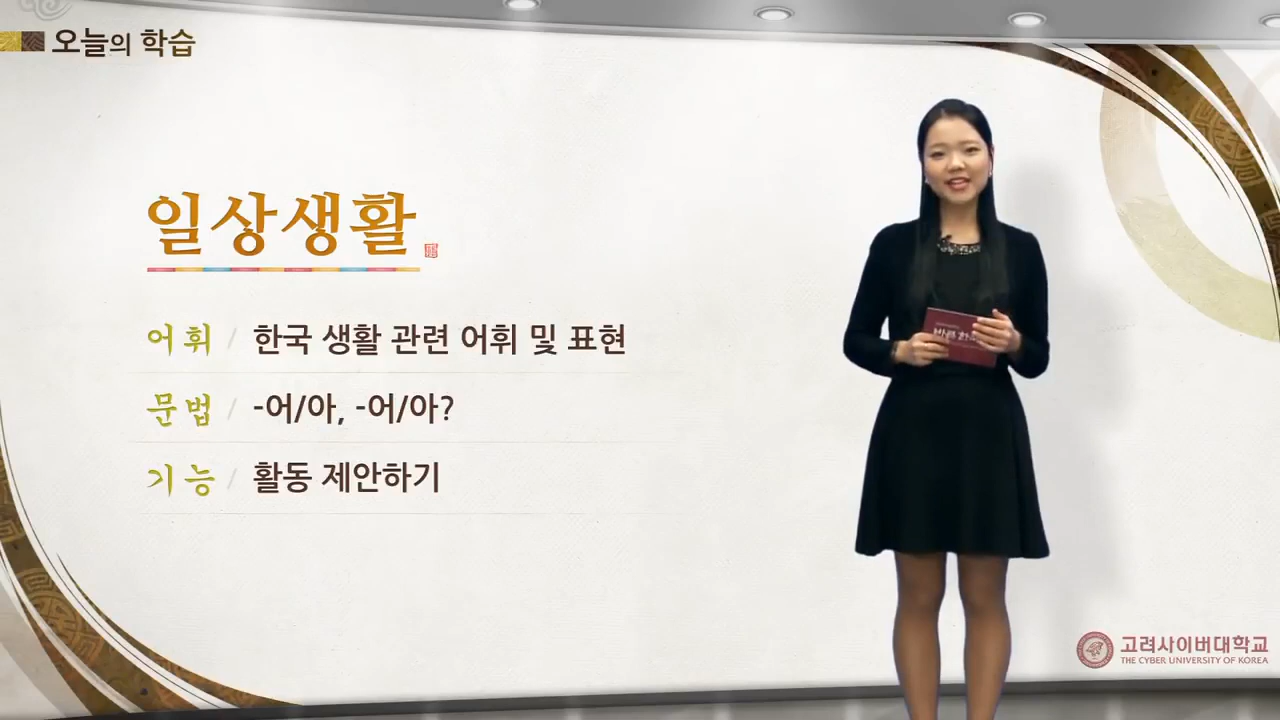 오늘의 학습
일상생활
어휘 / 한국 생활 관련 어휘 및 표현
문법 / -어/아, -어/아?
기능 / 활동 제안하기
고려사이버대학교
THE CYBER UNIVERSITY OF KOREA